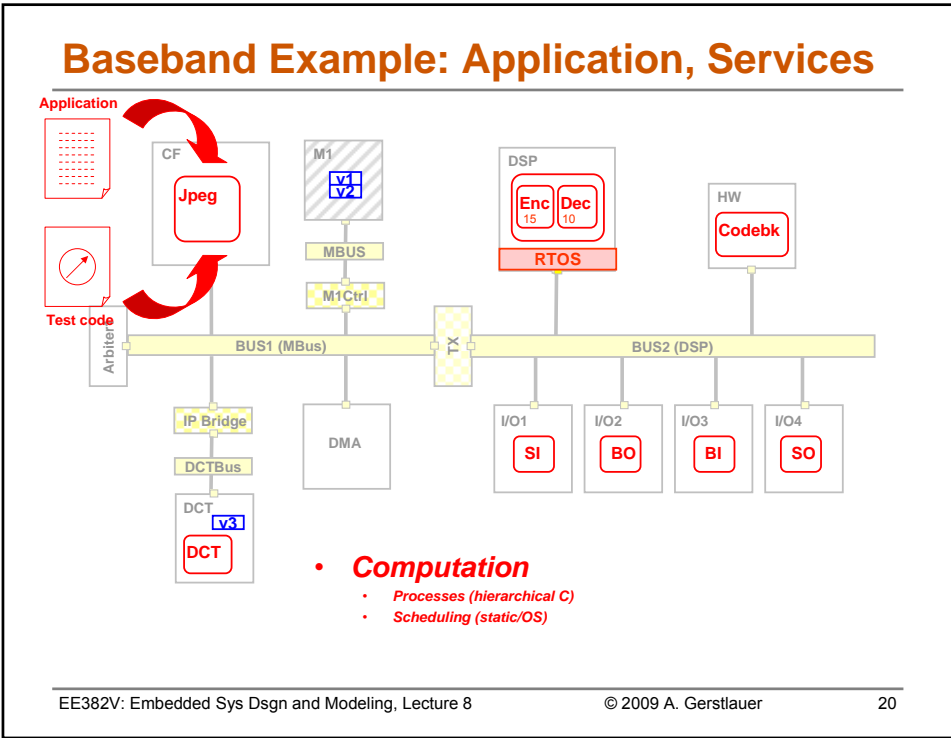 Baseband Example: Application, Services
Application
CF
Jpeg
M1
v1
v2
DSP
Enc
15
Dec
10
RTOS
HW
Codebk
MBUS
M1Ctrl
Test code
Arbiter1
BUS1 (MBus)
TX
BUS2 (DSP)
IP Bridge
DCTBus
DMA
I/O1
SI
I/O2
BO
I/O3
BI
I/O4
SO
DCT
v3
DCT
• Computation
• Processes (hierarchical C)
• Scheduling (static/OS)
EE382V: Embedded Sys Dsgn and Modeling, Lecture 8 © 2009 A. Gerstlauer 20